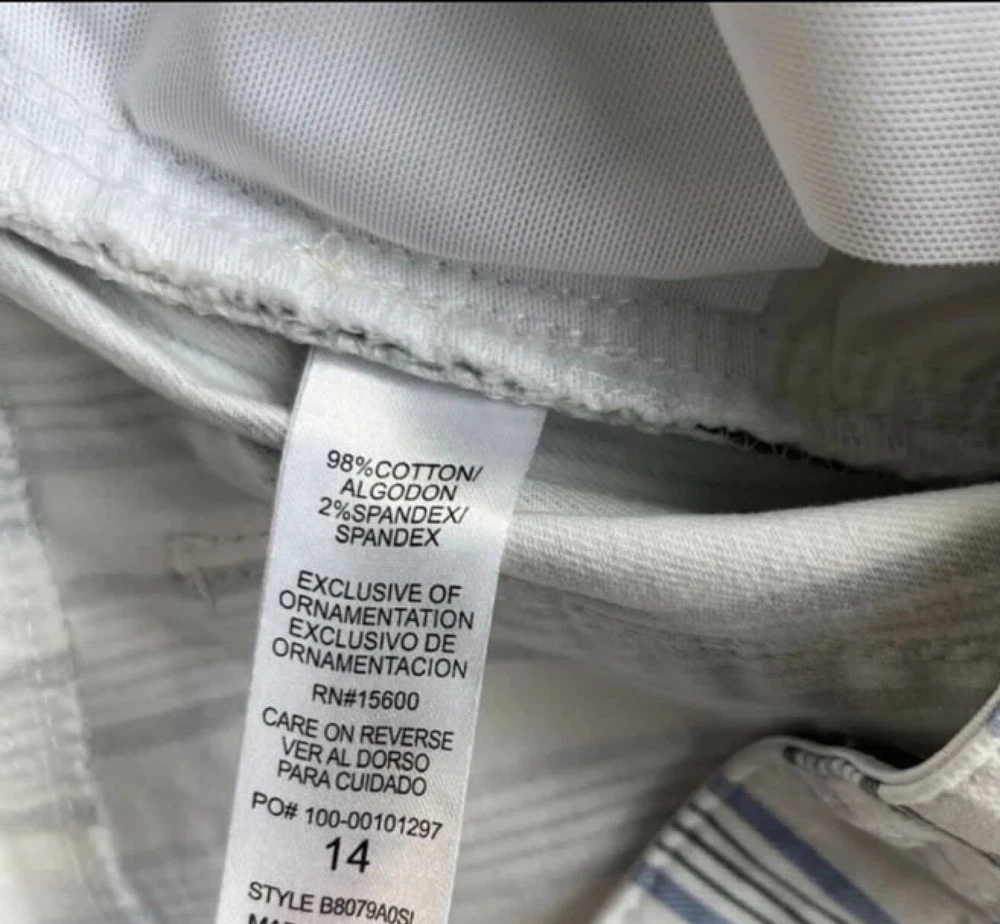 98%COTTON/
ALGODON
2%SPANDEX/
SPANDEX
EXCLUSIVE OF
ORNAMENTATION
EXCLUSIVO DE
ORNAMENTACION
RN#15600
CARE ON REVERSE
VER AL DORSO
PARA CUIDADO
PO# 100-00101297
14
STYLE